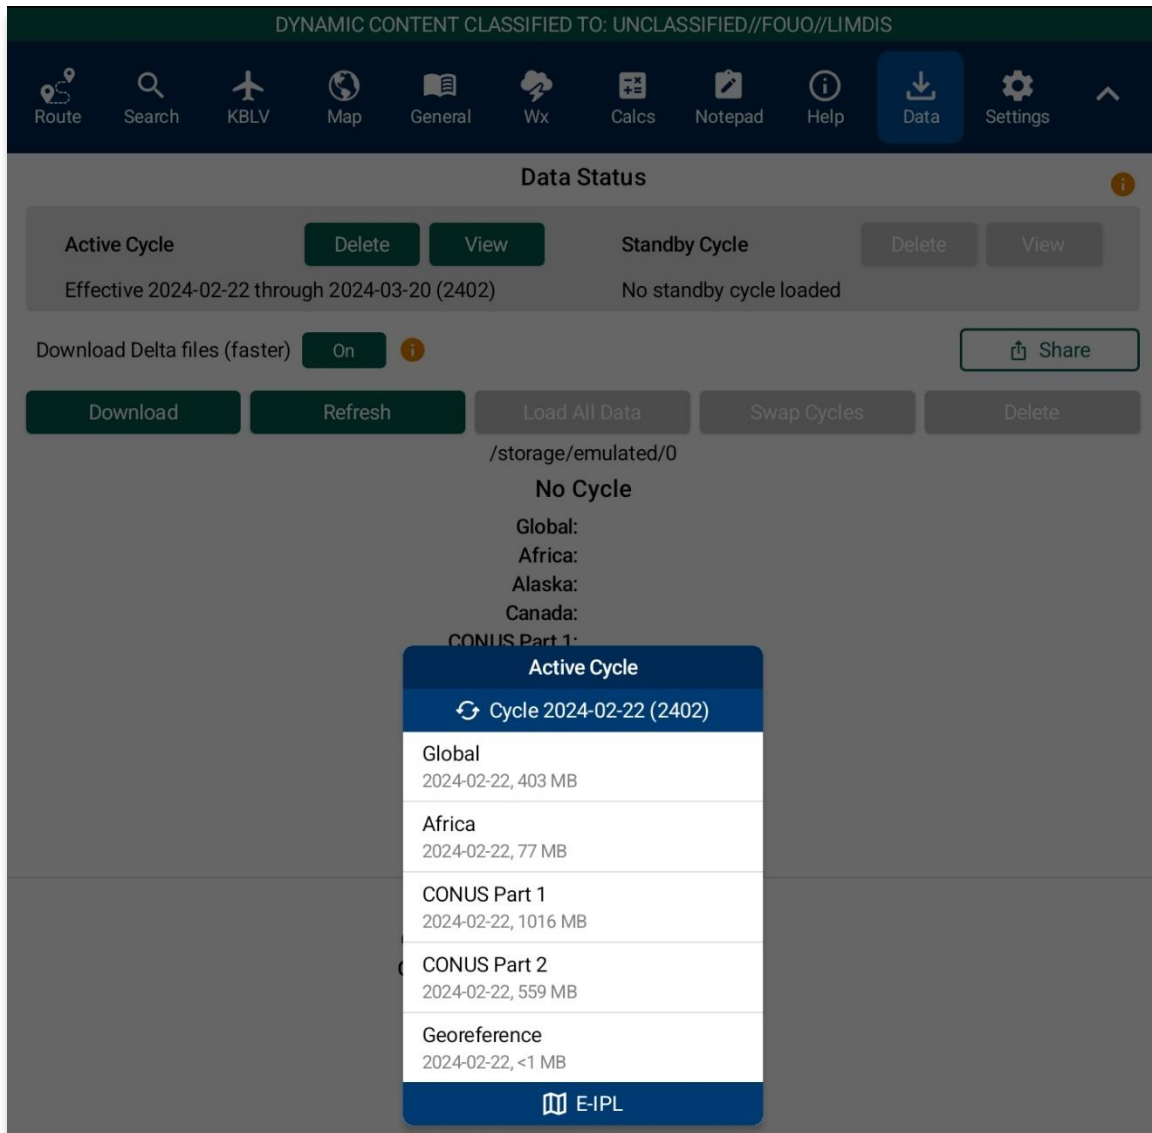 DYNAMIC CONTENT CLASSIFIED TO: UNCLASSIFIED//FOUO//LIMDIS
Route Search KBLV Map General Wx Calcs Notepad Help Data Settings
Data Status
Active Cycle Delete View Standby Cycle Delete View
Effective 2024-02-22 through 2024-03-20 (2402) No standby cycle loaded
Download Delta files (faster) On Share
Download Refresh Load All Data Swap Cycles Delete
/storage/emulated/0
No Cycle
Global:
Africa:
Alaska:
Canada:
CONUS Part 1:
Active Cycle
Cycle 2024-02-22 (2402)
Global
2024-02-22, 403 MB
Africa
2024-02-22, 77 MB
CONUS Part 1
2024-02-22, 1016 MB
CONUS Part 2
2024-02-22, 559 MB
Georeference
2024-02-22, <1 MB
E-IPL